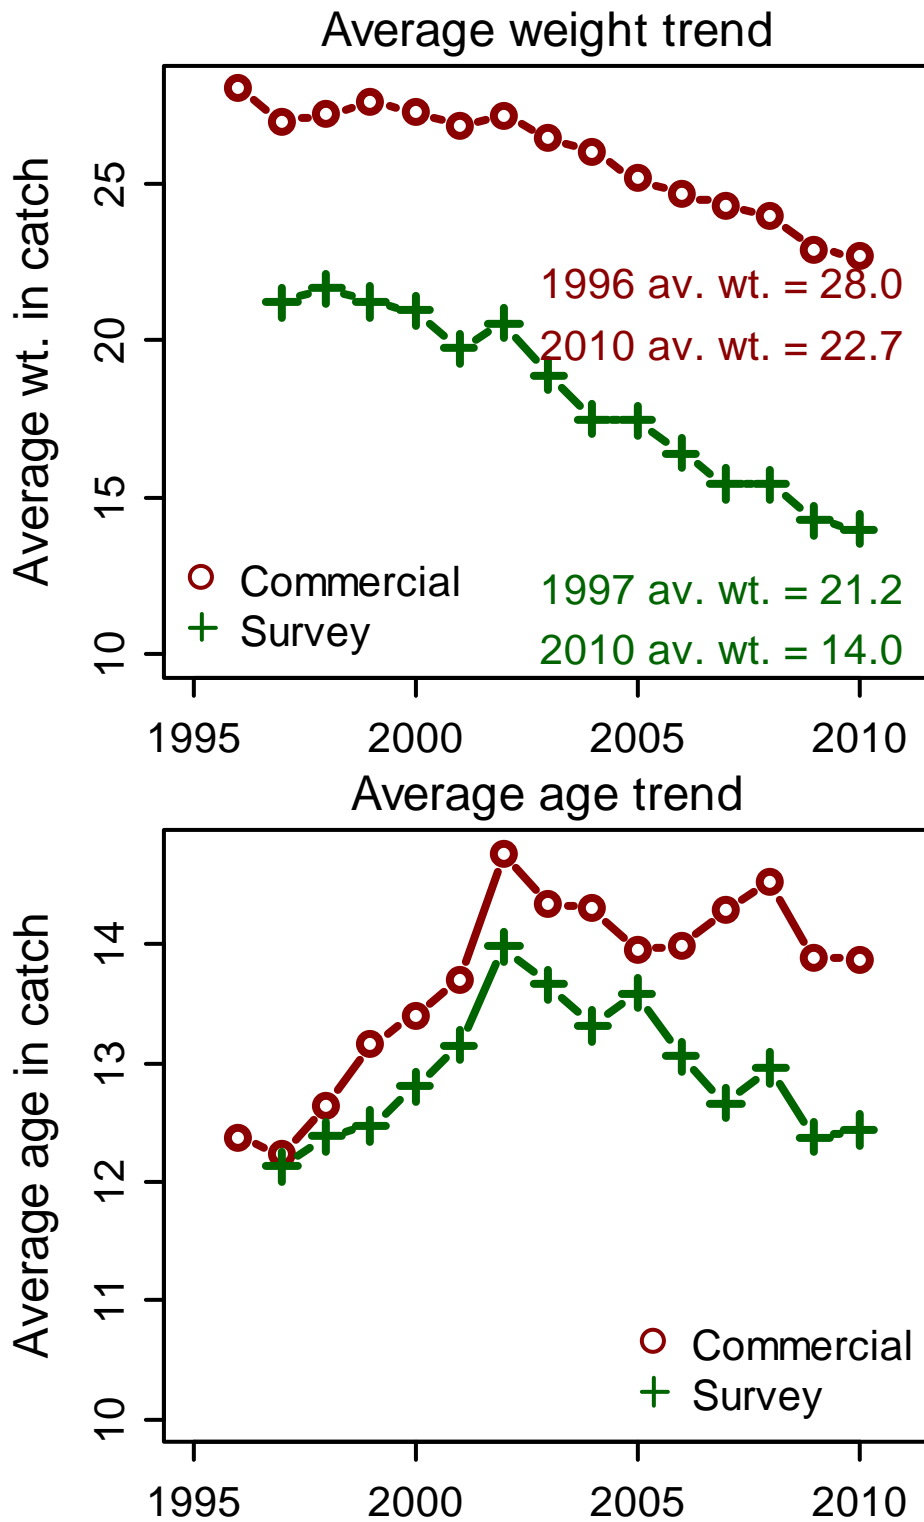 Average weight trend
Average wt. in catch
25
20
15
10
1996 av. wt. = 28.0
2010 av. wt. = 22.7
Commercial
Survey
1997 av. wt. = 21.2
2010 av. wt. = 14.0
1995 2000 2005 2010
Average age trend
Average age in catch
14
13
12
11
10
Commercial
Survey
1995 2000 2005 2010